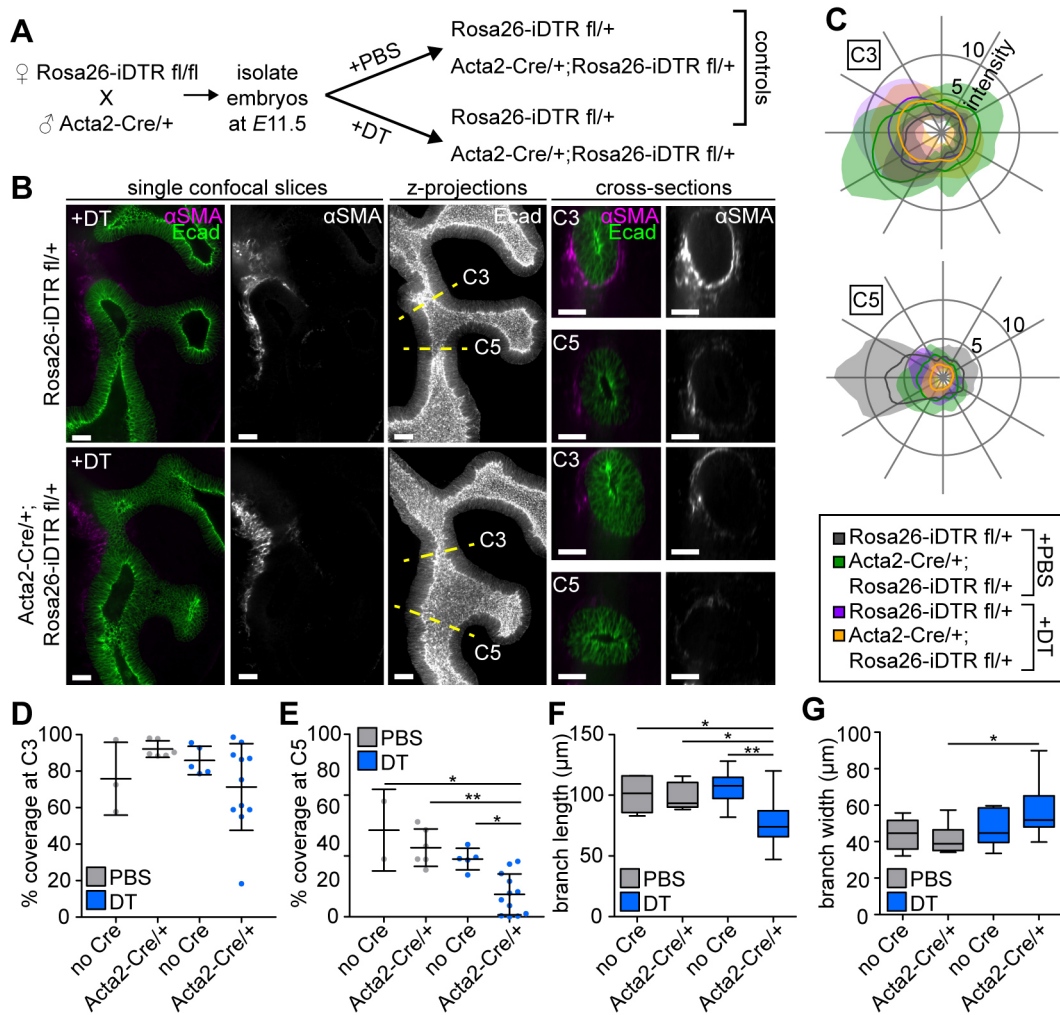 A
♀ Rosa26-iDTR fl/fl
X
♂ Acta2-Cre/+
isolate
embryos
at E11.5
+PBS
+DT
Rosa26-iDTR fl/+
Acta2-Cre/+;Rosa26-iDTR fl/+
Rosa26-iDTR fl/+
Acta2-Cre/+;Rosa26-iDTR fl/+
controls
B
single confocal slices
z-projections
cross-sections
Rosa26-iDTR fl/+
+DT
αSMA
Ecad
αSMA
Ecad
C3
C5
C3
αSMA
Ecad
αSMA
C5
Acta2-Cre/+;
Rosa26-iDTR fl/+
+DT
C3
C5
C3
C5
C
C3
10
5
intensity
C5
10
5
Rosa26-iDTR fl/+
Acta2-Cre/+;
Rosa26-iDTR fl/+
+PBS
Rosa26-iDTR fl/+
Acta2-Cre/+;
Rosa26-iDTR fl/+
+DT
D
% coverage at C3
100
80
60
40
20
0
PBS
DT
no Cre
Acta2-Cre/+
no Cre
Acta2-Cre/+
E
% coverage at C5
60
40
20
0
PBS
DT
*
**
*
no Cre
Acta2-Cre/+
no Cre
Acta2-Cre/+
F
branch length (µm)
150
100
50
0
PBS
DT
*
*
**
no Cre
Acta2-Cre/+
no Cre
Acta2-Cre/+
G
branch width (µm)
100
80
60
40
20
0
PBS
DT
*
no Cre
Acta2-Cre/+
no Cre
Acta2-Cre/+